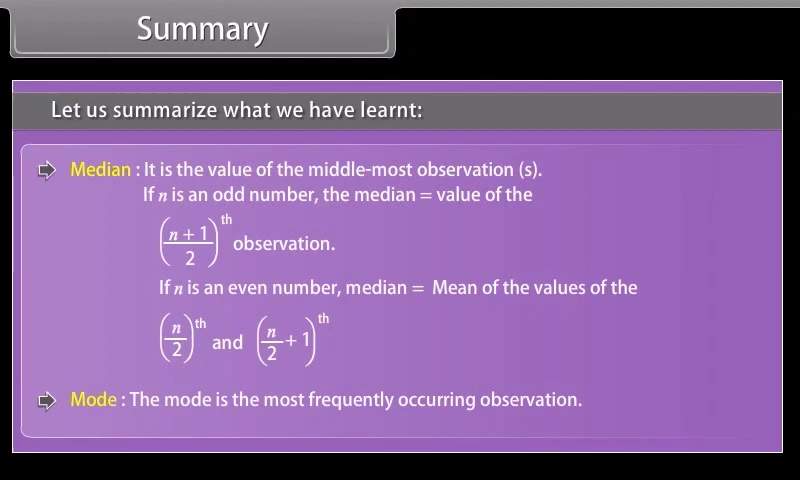 Summary
Let us summarize what we have learnt:
Median : It is the value of the middle-most observation (s).
If n is an odd number, the median = value of the
((n + 1)/2)th observation.
If n is an even number, median = Mean of the values of the
(n/2)th and (n/2 + 1)th
Mode : The mode is the most frequently occurring observation.